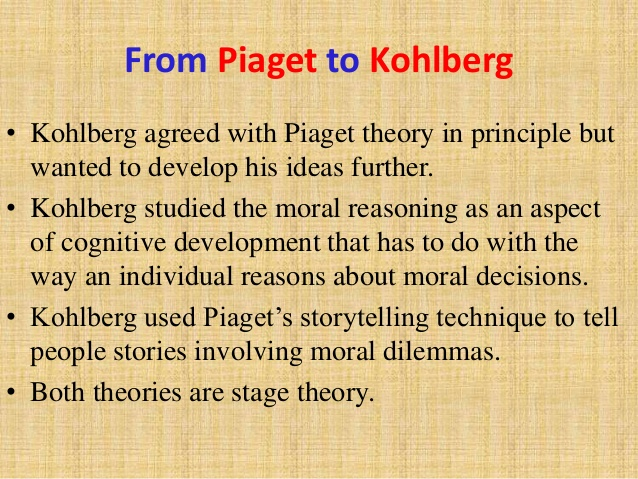 From Piaget to Kohlberg
• Kohlberg agreed with Piaget theory in principle but
wanted to develop his ideas further.
• Kohlberg studied the moral reasoning as an aspect
of cognitive development that has to do with the
way an individual reasons about moral decisions.
• Kohlberg used Piaget’s storytelling technique to tell
people stories involving moral dilemmas.
• Both theories are stage theory.